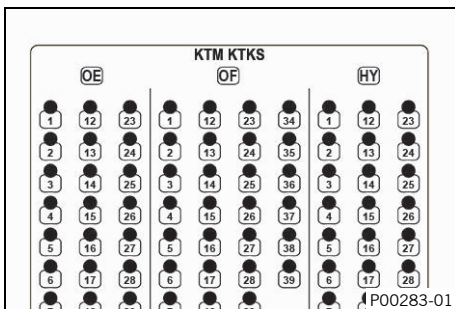 KTM KTKS
OE OF HY
1 12 23 1 12 23 34 1 12 23
2 13 24 2 13 24 35 2 13 24
3 14 25 3 14 25 36 3 14 25
4 15 26 4 15 26 37 4 15 26
5 16 27 5 16 27 38 5 16 27
6 17 28 6 17 28 39 6 17 28
P00283-01